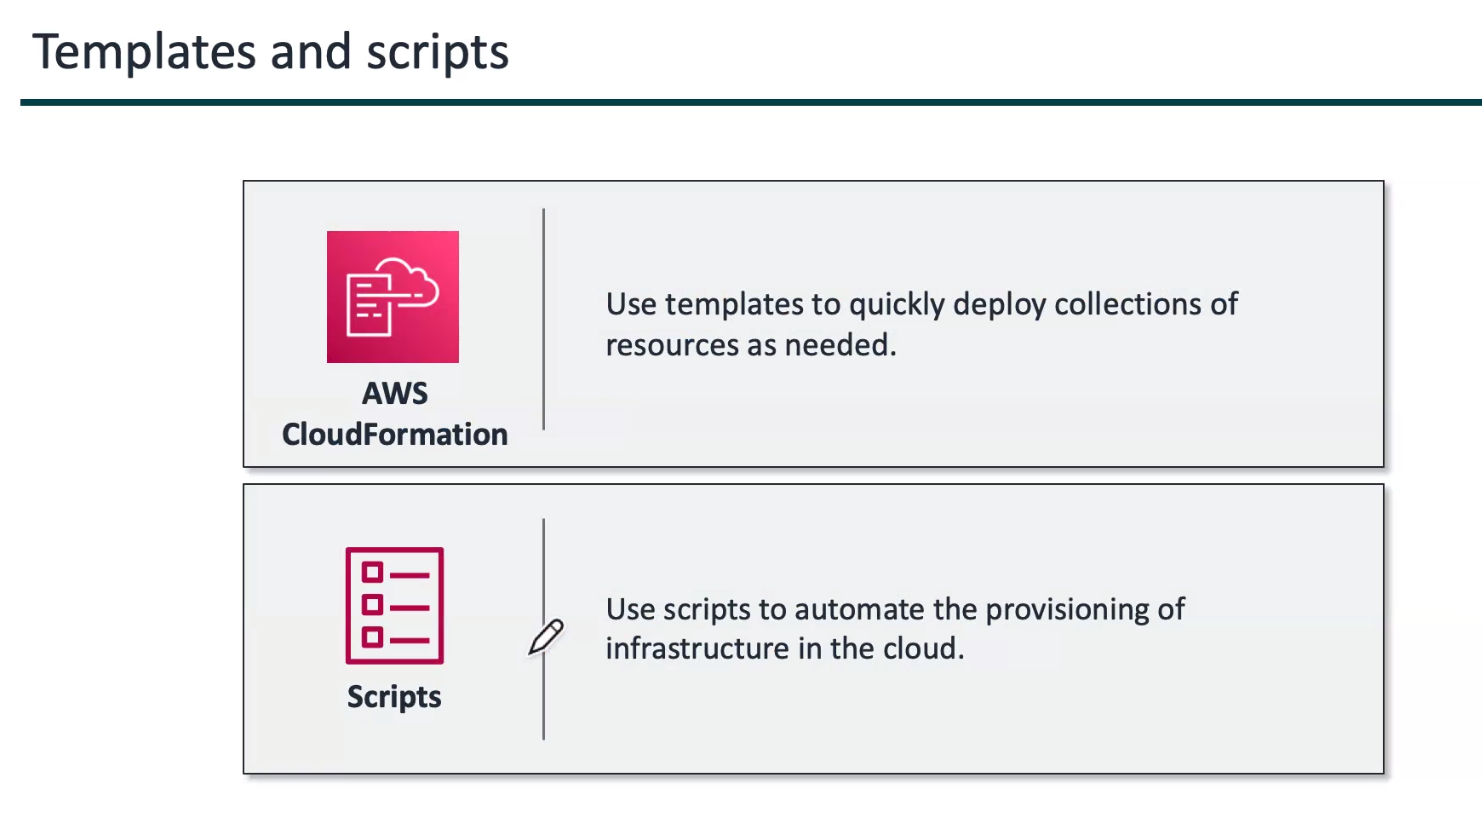 Templates and scripts
AWS
CloudFormation
Use templates to quickly deploy collections of
resources as needed.
Scripts
Use scripts to automate the provisioning of
infrastructure in the cloud.